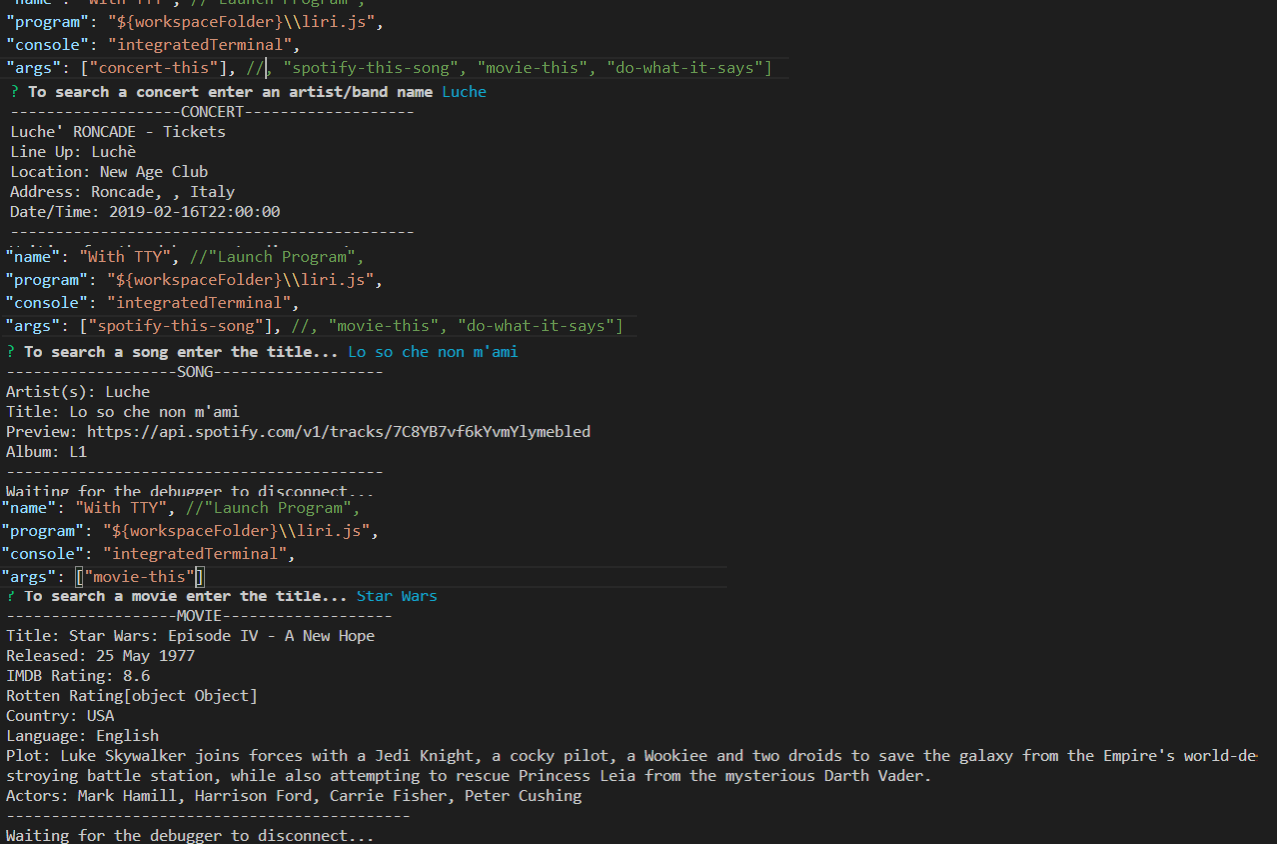 "name": "With TTY", //"Launch Program",
"program": "${workspaceFolder}\\liri.js",
"console": "integratedTerminal",
"args": ["concert-this"], //, "spotify-this-song", "movie-this", "do-what-it-says"]
? To search a concert enter an artist/band name Luche
-------------------CONCERT-------------------
Luche' RONCADE - Tickets
Line Up: Luchè
Location: New Age Club
Address: Roncade, , Italy
Date/Time: 2019-02-16T22:00:00
---------------------------------------------
"name": "With TTY", //"Launch Program",
"program": "${workspaceFolder}\\liri.js",
"console": "integratedTerminal",
"args": ["spotify-this-song"], //, "movie-this", "do-what-it-says"]
? To search a song enter the title... Lo so che non m'ami
-------------------SONG-------------------
Artist(s): Luche
Title: Lo so che non m'ami
Preview: https://api.spotify.com/v1/tracks/7C8YB7vf6kYvmYlymebled
Album: L1
------------------------------------------
Waiting for the debugger to disconnect...
"name": "With TTY", //"Launch Program",
"program": "${workspaceFolder}\\liri.js",
"console": "integratedTerminal",
"args": ["movie-this"]
? To search a movie enter the title... Star Wars
-------------------MOVIE-------------------
Title: Star Wars: Episode IV - A New Hope
Released: 25 May 1977
IMDB Rating: 8.6
Rotten Rating[object Object]
Country: USA
Language: English
Plot: Luke Skywalker joins forces with a Jedi Knight, a cocky pilot, a Wookiee and two droids to save the galaxy from the Empire's world-de
stroying battle station, while also attempting to rescue Princess Leia from the mysterious Darth Vader.
Actors: Mark Hamill, Harrison Ford, Carrie Fisher, Peter Cushing
---------------------------------------------
Waiting for the debugger to disconnect...